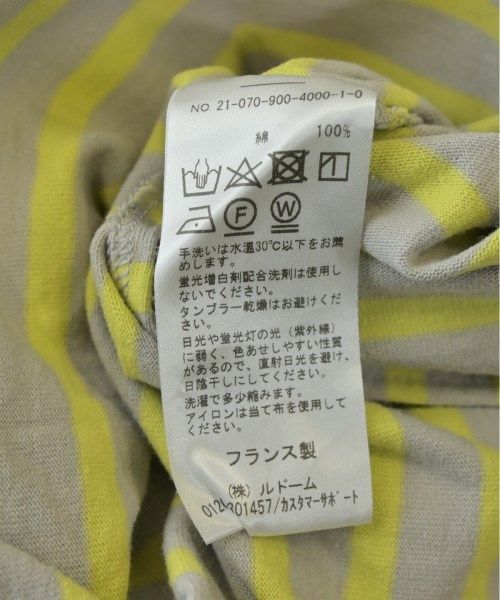 NO. 21-070-900-4000-1-0
綿 100%
F W
手洗いは水温30℃以下をお薦
めします。
蛍光増白剤配合洗剤は使用し
ないでください。
タンブラー乾燥はお避けくだ
さい。
日光や蛍光灯の光（紫外線）
に弱く、色あせしやすい性質
があるので、直射日光を避け、
日陰干しにしてください。
洗濯で多少縮みます。
アイロンは当て布を使用して
ください。
フランス製
（株）ルドーム
/カスタマーサポート